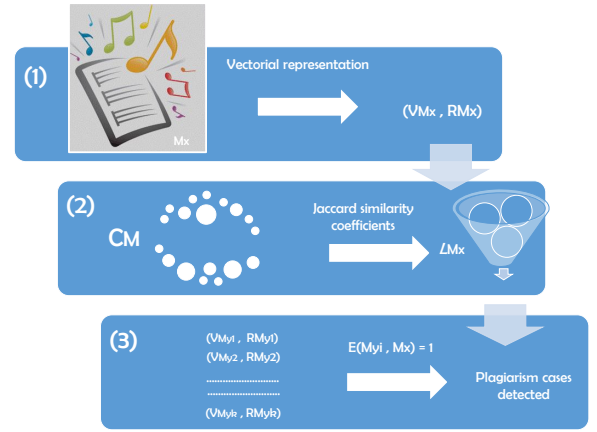 (1)
Mx
Vectorial representation
(VMx , RMx)
(2)
CM
Jaccard similarity
coefficients
LMx
(3)
(VMy1 , RMy1)
(VMy2 , RMy2)
............................
............................
(VMyk , RMyk)
E(Myi , Mx) = 1
Plagiarism cases
detected